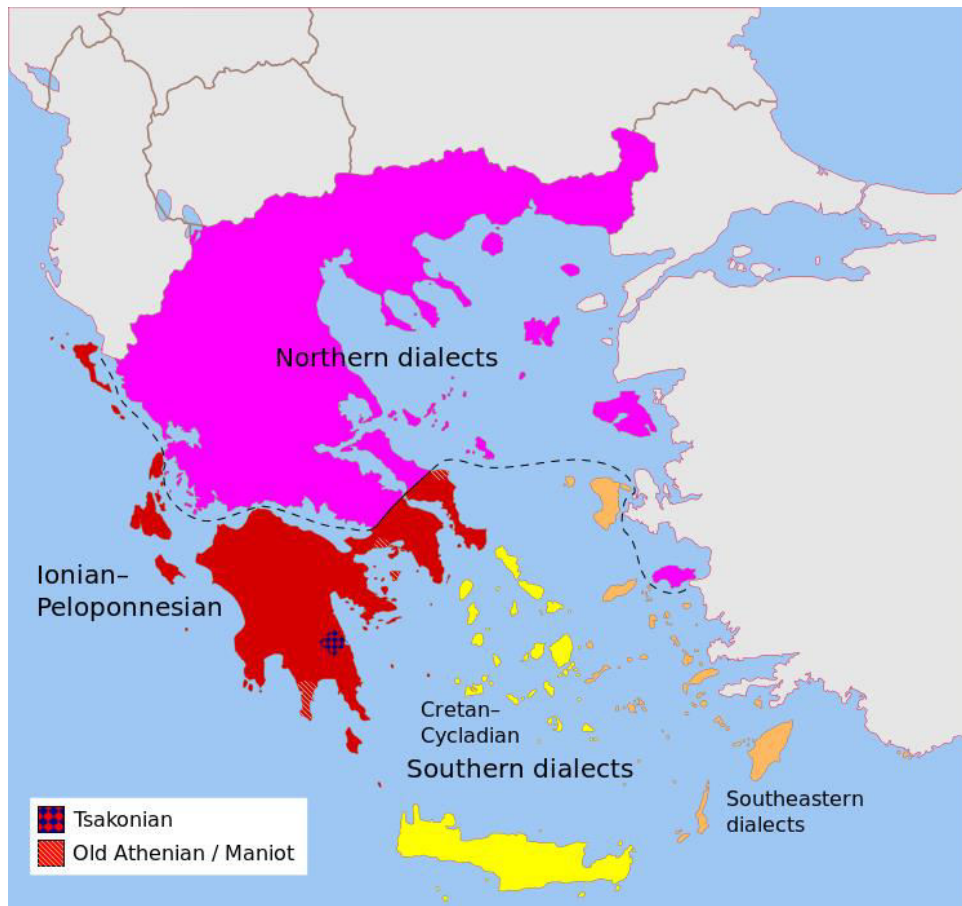 Northern dialects
Ionian–
Peloponnesian
Cretan–
Cycladian
Southern dialects
Southeastern
dialects
Tsakonian
Old Athenian / Maniot